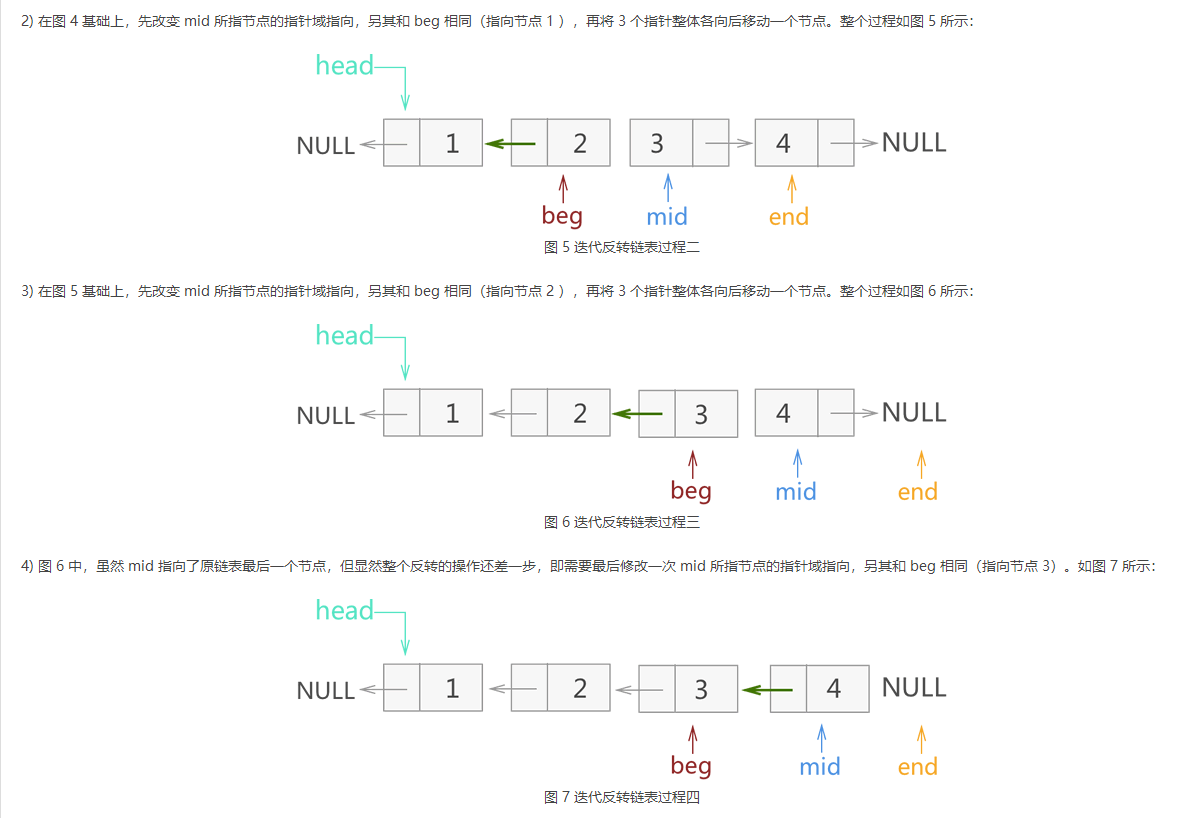 2) 在图 4 基础上，先改变 mid 所指节点的指针域指向，另其和 beg 相同（指向节点 1 ），再将 3 个指针整体各向后移动一个节点。整个过程如图 5 所示：
head
NULL 1 2 3 4 NULL
beg mid end
图 5 迭代反转链表过程二
3) 在图 5 基础上，先改变 mid 所指节点的指针域指向，另其和 beg 相同（指向节点 2 ），再将 3 个指针整体各向后移动一个节点。整个过程如图 6 所示：
head
NULL 1 2 3 4 NULL
beg mid end
图 6 迭代反转链表过程三
4) 图 6 中，虽然 mid 指向了原链表最后一个节点，但显然整个反转的操作还差一步，即需要最后修改一次 mid 所指节点的指针域指向，另其和 beg 相同（指向节点 3）。如图 7 所示：
head
NULL 1 2 3 4 NULL
beg mid end
图 7 迭代反转链表过程四